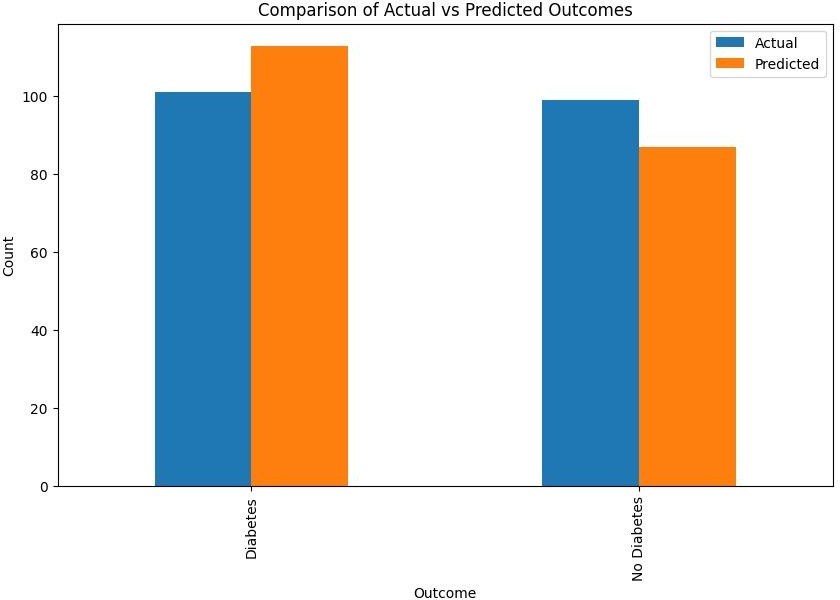 Comparison of Actual vs Predicted Outcomes
Actual
Predicted
100
80
60
40
20
0
Count
Diabetes
No Diabetes
Outcome